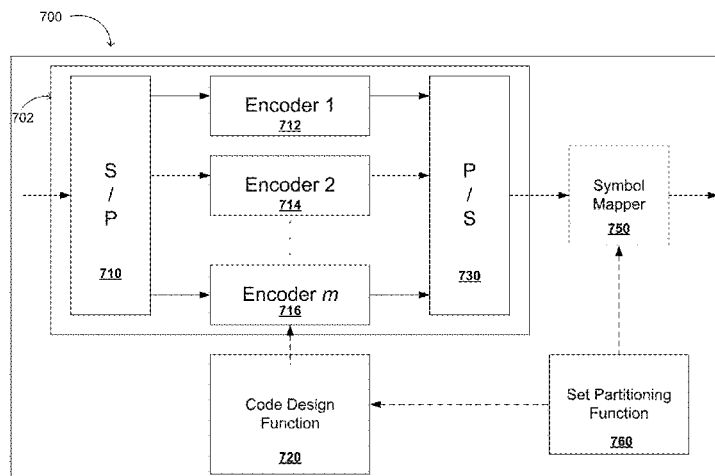 700
702
S
/
P
710
Encoder 1
712
Encoder 2
714
Encoder m
716
P
/
S
730
Symbol
Mapper
750
Code Design
Function
720
Set Partitioning
Function
760